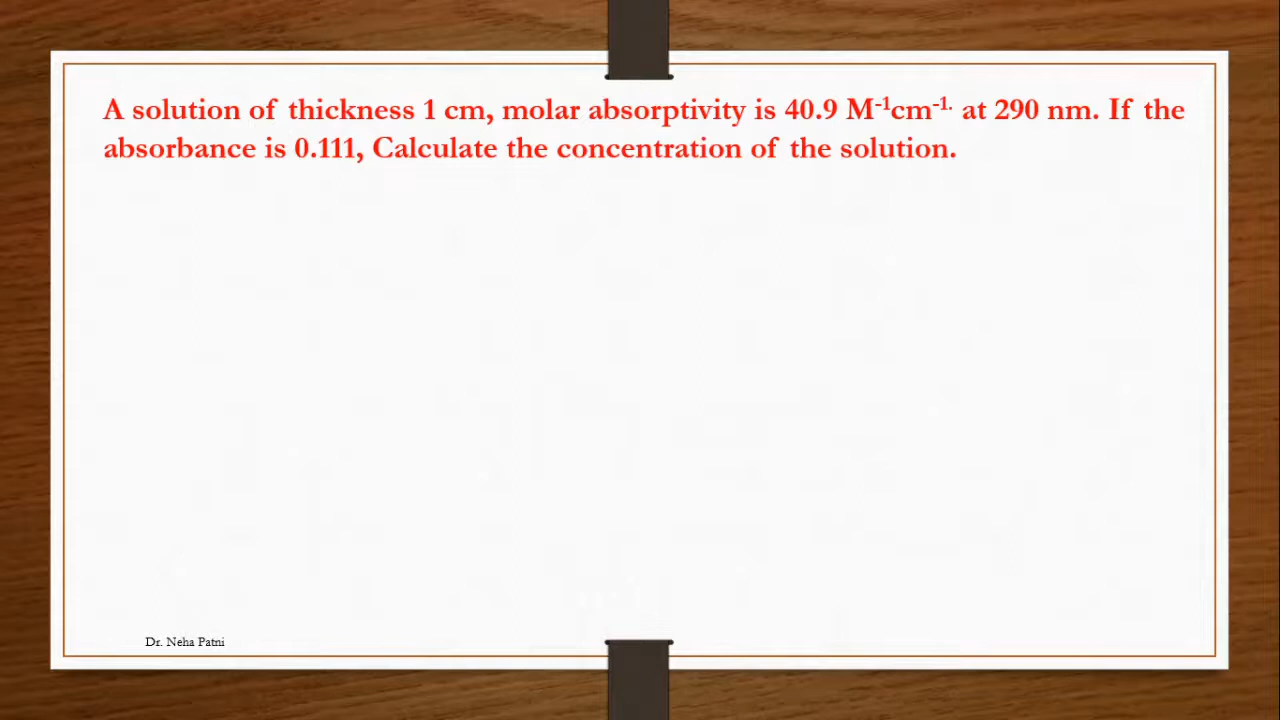 A solution of thickness 1 cm, molar absorptivity is 40.9 M⁻¹cm⁻¹· at 290 nm. If the
absorbance is 0.111, Calculate the concentration of the solution.
Dr. Neha Patni